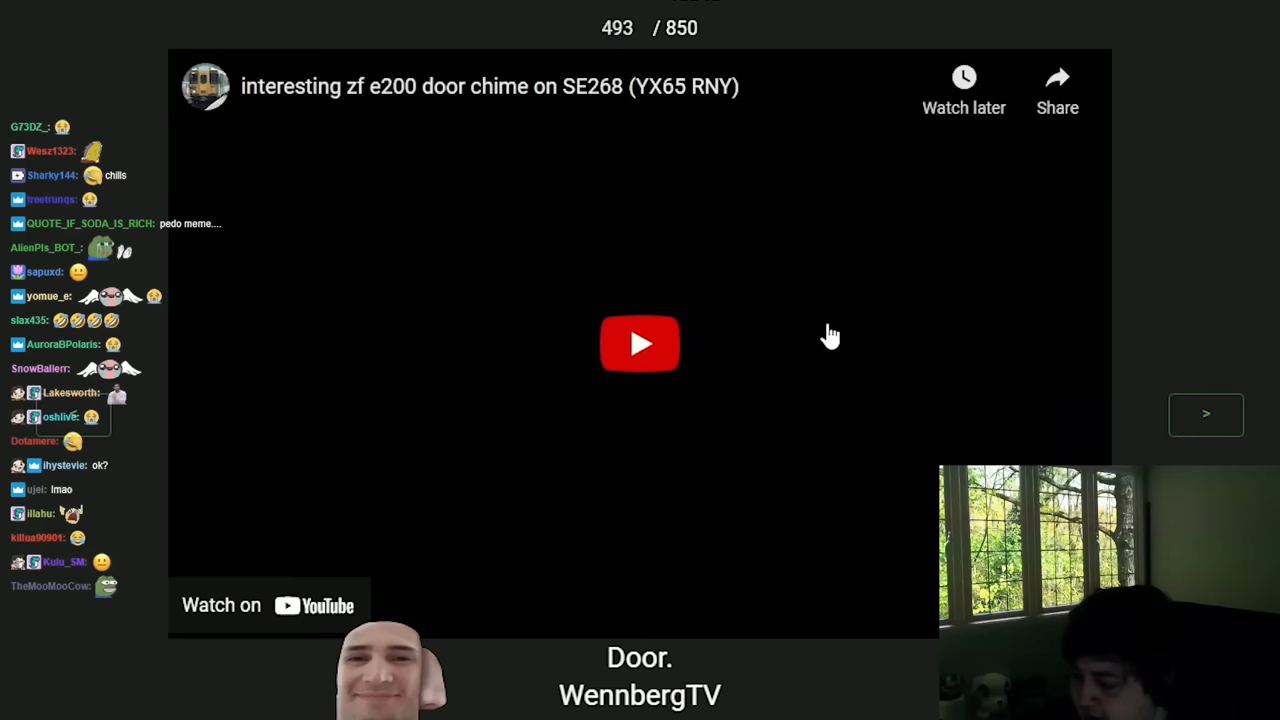 493 / 850
interesting zf e200 door chime on SE268 (YX65 RNY)
Watch later
Share
G73DZ_:
Wesz1323:
Sharky144: chills
treetrunqs:
QUOTE_IF_SODA_IS_RICH: pedo meme....
AlienPls_BOT_:
sapuxd:
yomue_e:
slax435:
AuroraBPolaris:
SnowBallerr:
Lakesworth:
oshlive:
<
Dotamere:
ihystevie: ok?
ujei: lmao
illahu:
killua90901:
Kulu_SM:
TheMooMooCow:
>
Watch on YouTube
Door.
WennbergTV